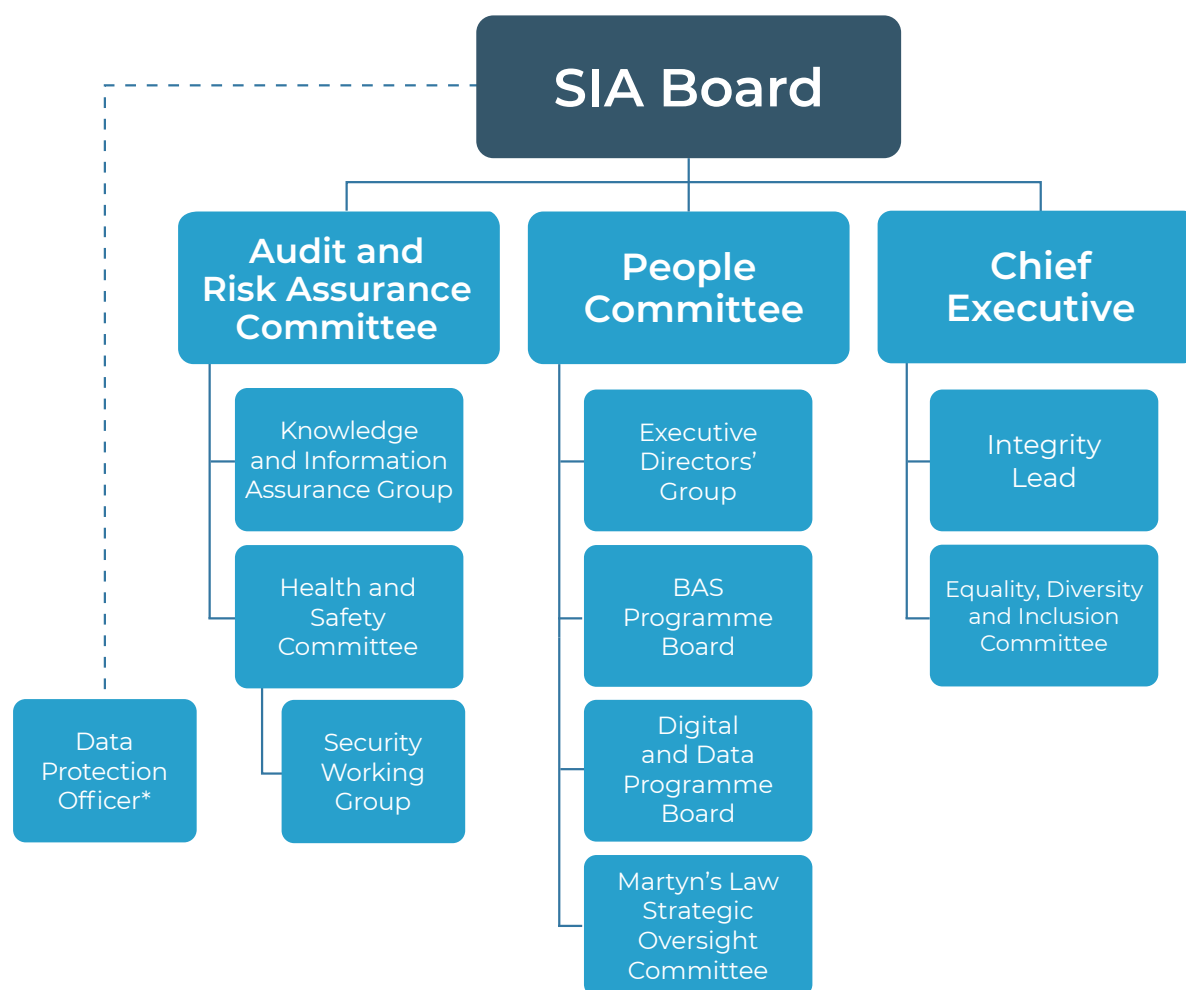 SIA Board
Audit and
Risk Assurance
Committee
People
Committee
Chief
Executive
Knowledge
and Information
Assurance Group
Executive
Directors’
Group
Integrity
Lead
Health and
Safety
Committee
BAS
Programme
Board
Equality, Diversity
and Inclusion
Committee
Data
Protection
Officer*
Security
Working
Group
Digital
and Data
Programme
Board
Martyn’s Law
Strategic
Oversight
Committee